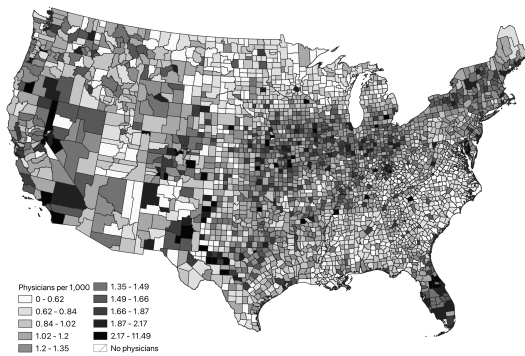 Physicians per 1,000
0 - 0.62
0.62 - 0.84
0.84 - 1.02
1.02 - 1.2
1.2 - 1.35
1.35 - 1.49
1.49 - 1.66
1.66 - 1.87
1.87 - 2.17
2.17 - 11.49
No physicians